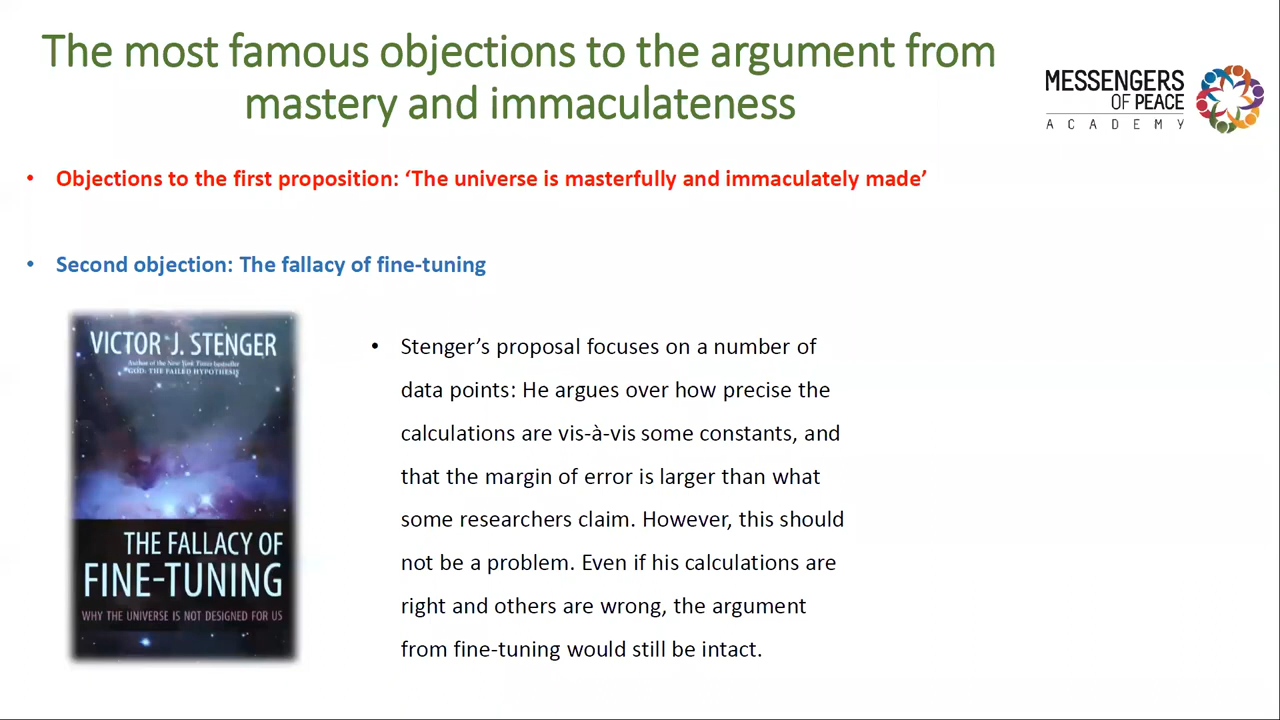 The most famous objections to the argument from
mastery and immaculateness
MESSENGERS
OF PEACE
ACADEMY
• Objections to the first proposition: ‘The universe is masterfully and immaculately made’
• Second objection: The fallacy of fine-tuning
VICTOR J. STENGER
Author of the New York Times bestseller
GOD: THE FAILED HYPOTHESIS
THE FALLACY OF
FINE-TUNING
WHY THE UNIVERSE IS NOT DESIGNED FOR US
• Stenger’s proposal focuses on a number of
data points: He argues over how precise the
calculations are vis-à-vis some constants, and
that the margin of error is larger than what
some researchers claim. However, this should
not be a problem. Even if his calculations are
right and others are wrong, the argument
from fine-tuning would still be intact.